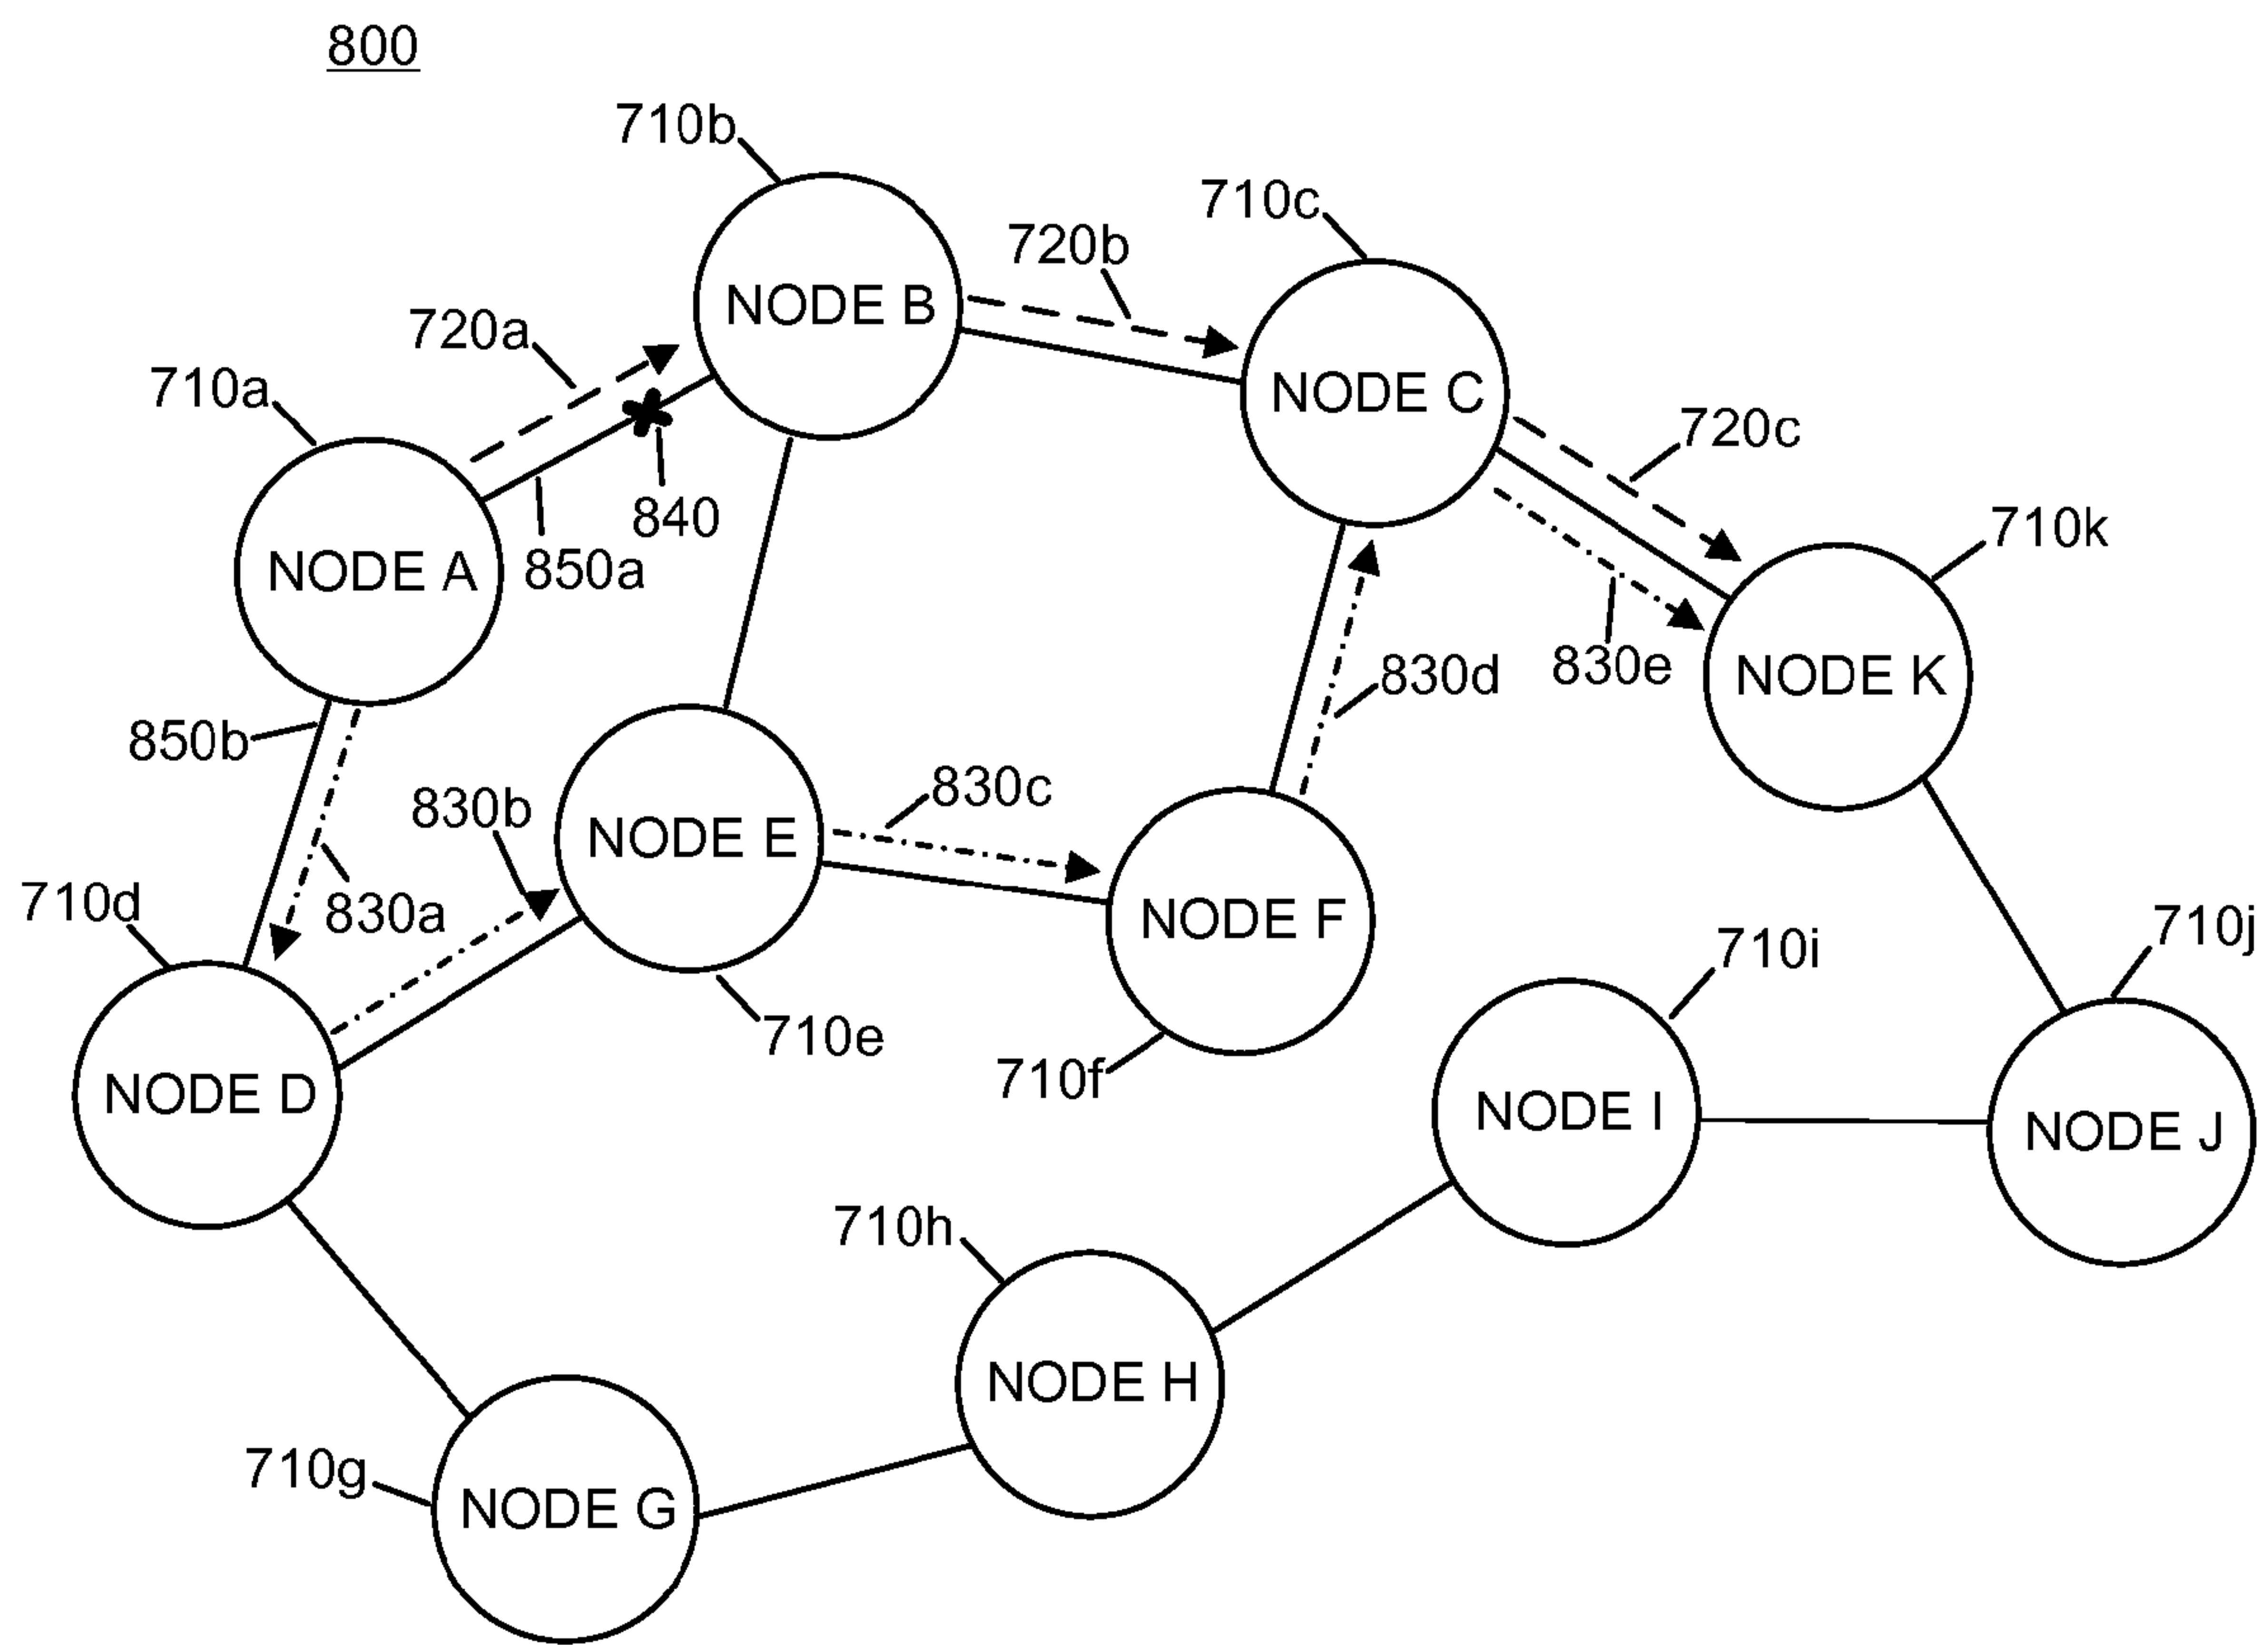 800
710b
710c
720b
NODE B
720a
710a
NODE C
720c
840
710k
NODE A
850a
830d
830e
NODE K
850b
830b
830c
NODE E
710d
830a
NODE F
710i
710j
710e
710f
NODE D
NODE I
NODE J
710h
NODE H
710g
NODE G